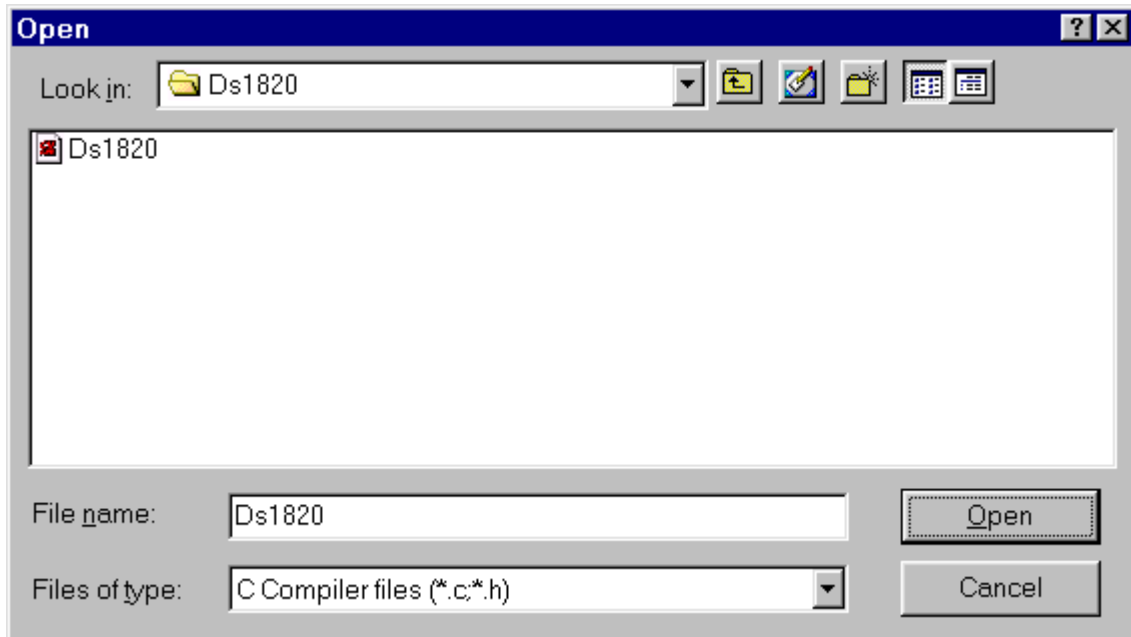 Open
Look in: Ds1820
Ds1820
File name: Ds1820 Open
Files of type: C Compiler files (*.c;*.h) Cancel